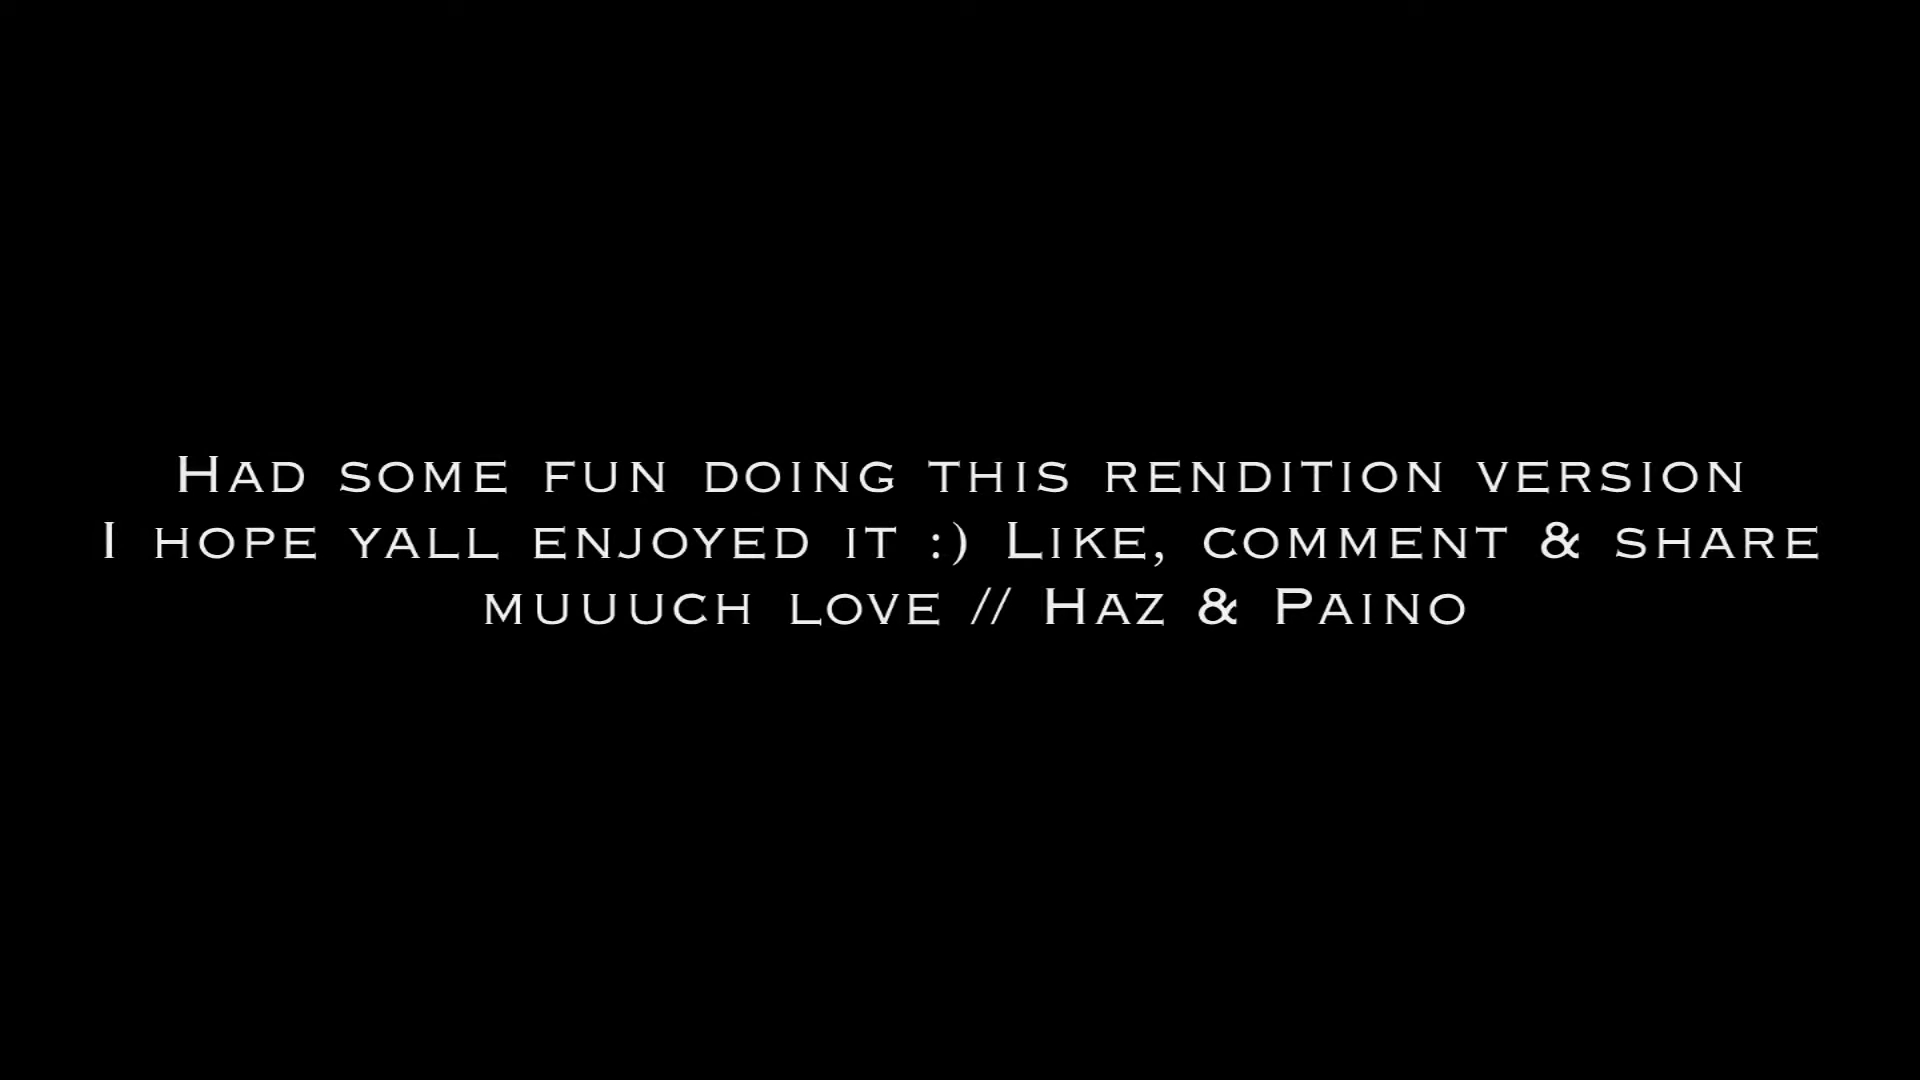 Had some fun doing this rendition version
I hope yall enjoyed it :) Like, comment & share
muuuch love // Haz & Paino